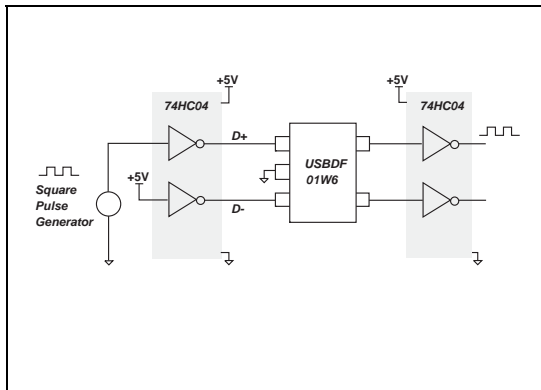 +5V
+5V
74HC04
74HC04
D+
USBDF
01W6
+5V
Square
Pulse
Generator
D-